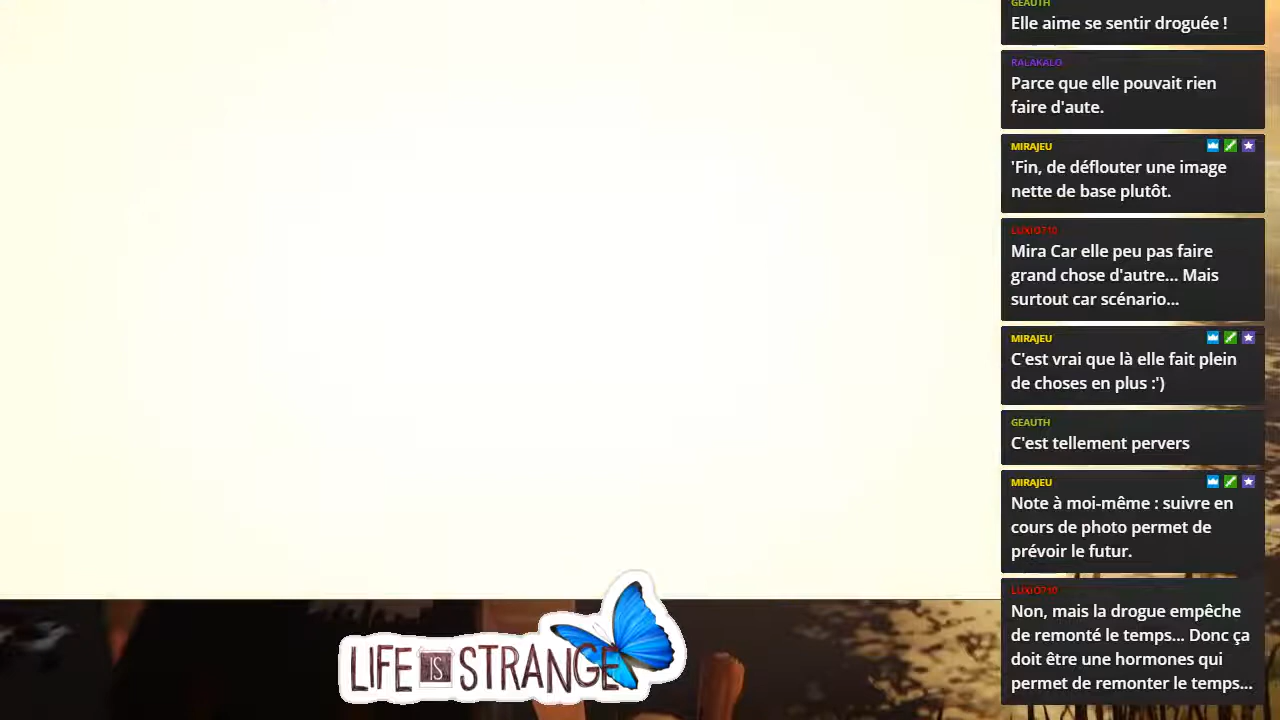 GEAUTH
Elle aime se sentir droguée !
RALAKALO
Parce que elle pouvait rien
faire d'aute.
MIRAJEU
'Fin, de déflouter une image
nette de base plutôt.
LUXIO710
Mira Car elle peu pas faire
grand chose d'autre... Mais
surtout car scénario...
MIRAJEU
C'est vrai que là elle fait plein
de choses en plus :')
GEAUTH
C'est tellement pervers
MIRAJEU
Note à moi-même : suivre en
cours de photo permet de
prévoir le futur.
LUXIO710
Non, mais la drogue empêche
de remonté le temps... Donc ça
doit être une hormones qui
permet de remonter le temps...
LIFE IS STRANGE